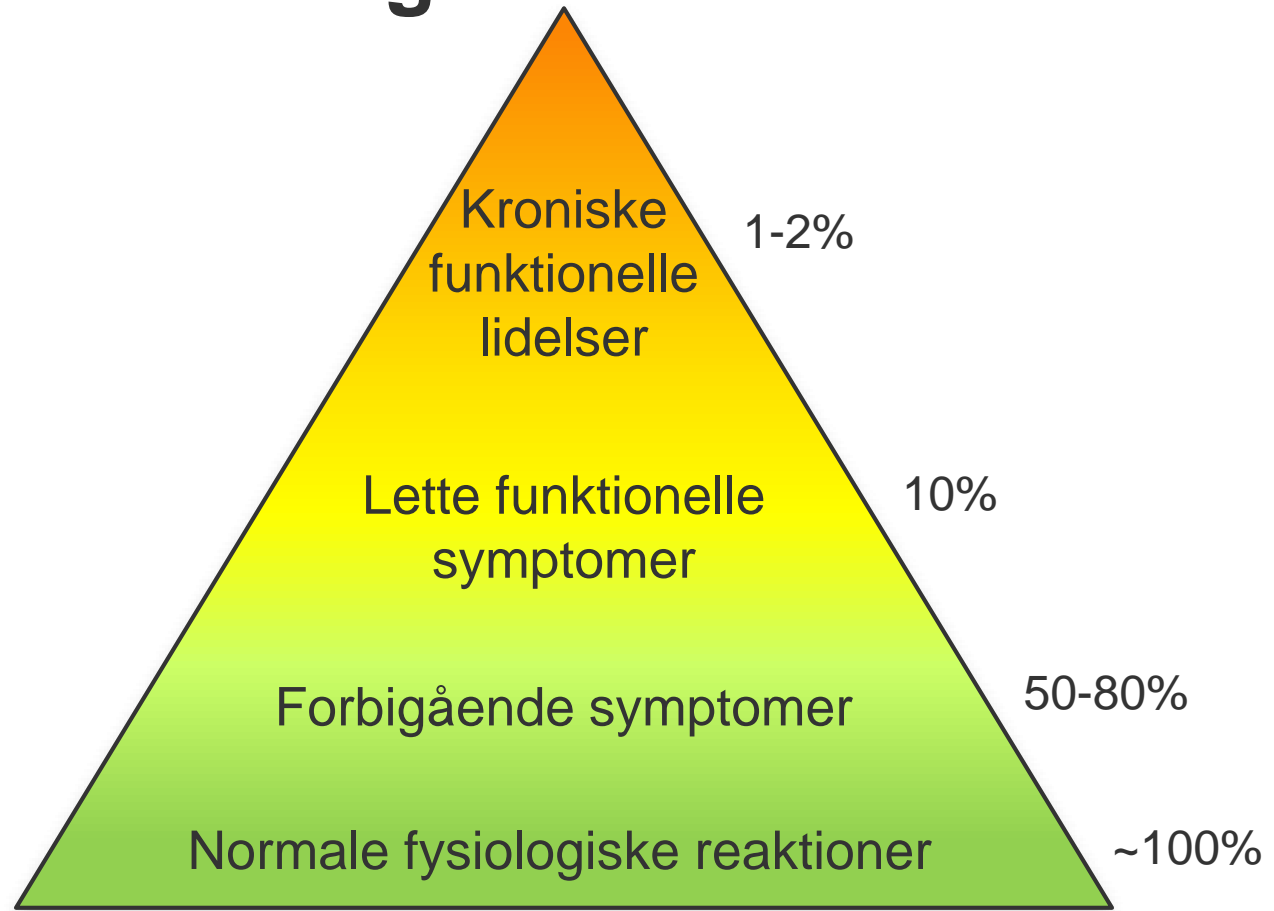 Kroniske
funktionelle
lidelser
1-2%
Lette funktionelle
symptomer
10%
Forbigående symptomer
50-80%
Normale fysiologiske reaktioner
~100%